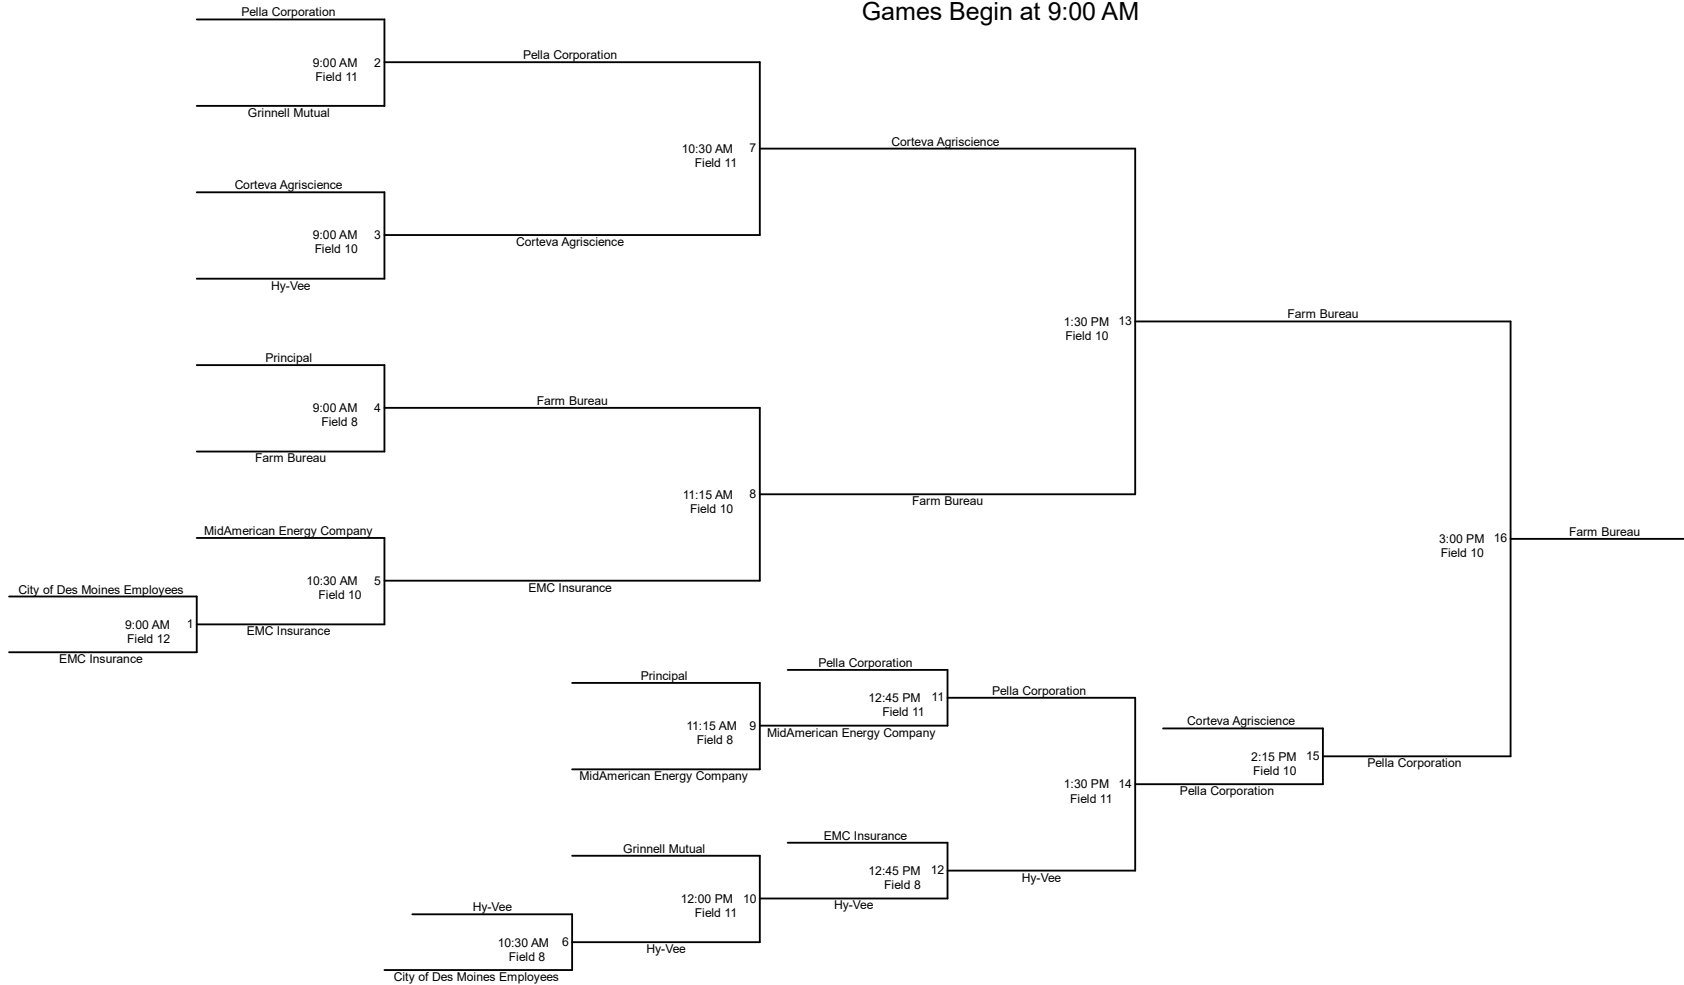 Games Begin at 9:00 AM
Pella Corporation
9:00 AM 2
Field 11
Grinnell Mutual
Pella Corporation
10:30 AM 7
Field 11
Corteva Agriscience
9:00 AM 3
Field 10
Hy-Vee
Corteva Agriscience
Corteva Agriscience
1:30 PM 13
Field 10
Principal
9:00 AM 4
Field 8
Farm Bureau
Farm Bureau
11:15 AM 8
Field 10
MidAmerican Energy Company
10:30 AM 5
Field 10
City of Des Moines Employees
9:00 AM 1
Field 12
EMC Insurance
EMC Insurance
EMC Insurance
Farm Bureau
Farm Bureau
3:00 PM 16
Field 10
Farm Bureau
Principal
11:15 AM 9
Field 8
MidAmerican Energy Company
Pella Corporation
12:45 PM 11
Field 11
MidAmerican Energy Company
Pella Corporation
1:30 PM 14
Field 11
Corteva Agriscience
2:15 PM 15
Field 10
Pella Corporation
Pella Corporation
Grinnell Mutual
12:00 PM 10
Field 11
Hy-Vee
10:30 AM 6
Field 8
City of Des Moines Employees
Hy-Vee
EMC Insurance
12:45 PM 12
Field 8
Hy-Vee
Hy-Vee